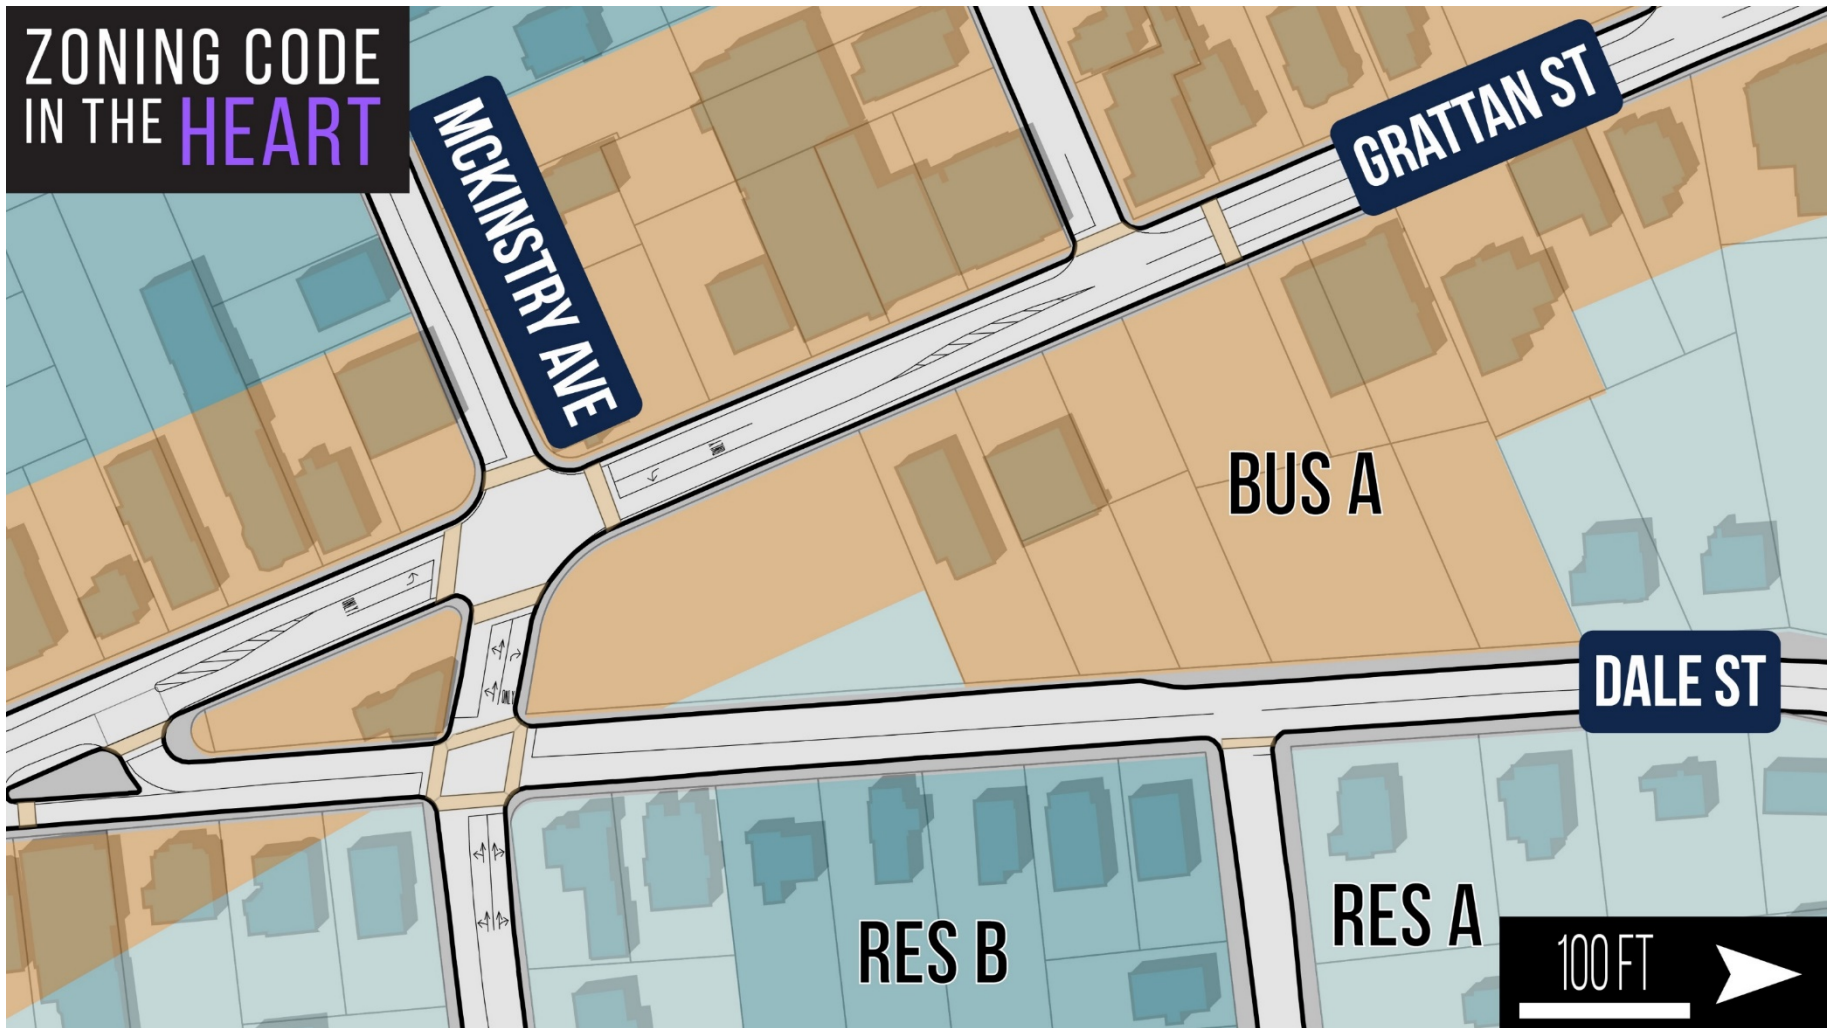 ZONING CODE
IN THE HEART
MCKINSTRY AVE
GRATTAN ST
BUS A
DALE ST
RES B
RES A
100 FT